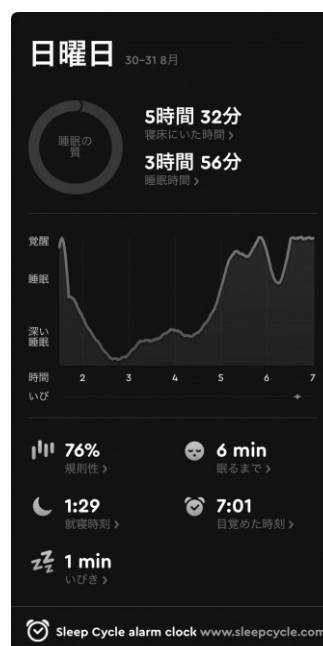 日曜日 30–31 8月
睡眠の
質
5時間 32分
寝床にいた時間 ›
3時間 56分
睡眠時間 ›
覚醒
睡眠
深い
睡眠
時間 2 3 4 5 6 7
いび
76%
規則性 ›
6 min
眠るまで ›
1:29
就寝時刻 ›
7:01
目覚めた時刻 ›
1 min
いびき ›
Sleep Cycle alarm clock www.sleepcycle.com